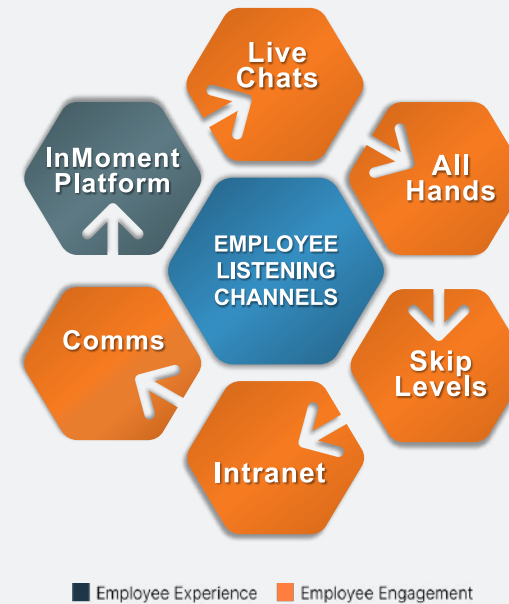 Live
Chats
All
Hands
Skip
Levels
Intranet
Comms
InMoment
Platform
EMPLOYEE
LISTENING
CHANNELS
Employee Experience
Employee Engagement